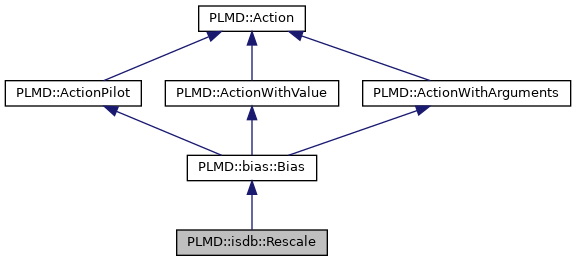 PLMD::Action
PLMD::ActionPilot
PLMD::ActionWithValue
PLMD::ActionWithArguments
PLMD::bias::Bias
PLMD::isdb::Rescale